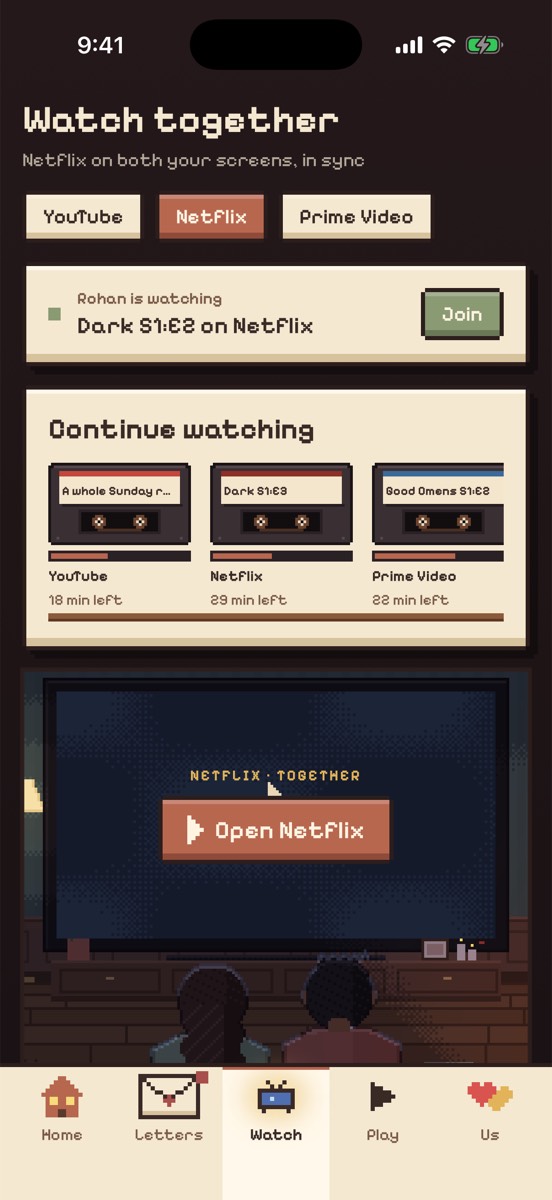 9:41
Watch together
Netflix on both your screens, in sync
YouTube
Netflix
Prime Video
Rohan is watching
Dark S1:E2 on Netflix
Join
Continue watching
A whole Sunday r...
Dark S1:E3
Good Omens S1:E2
YouTube
Netflix
Prime Video
18 min left
29 min left
22 min left
NETFLIX · TOGETHER
Open Netflix
Home
Letters
Watch
Play
Us